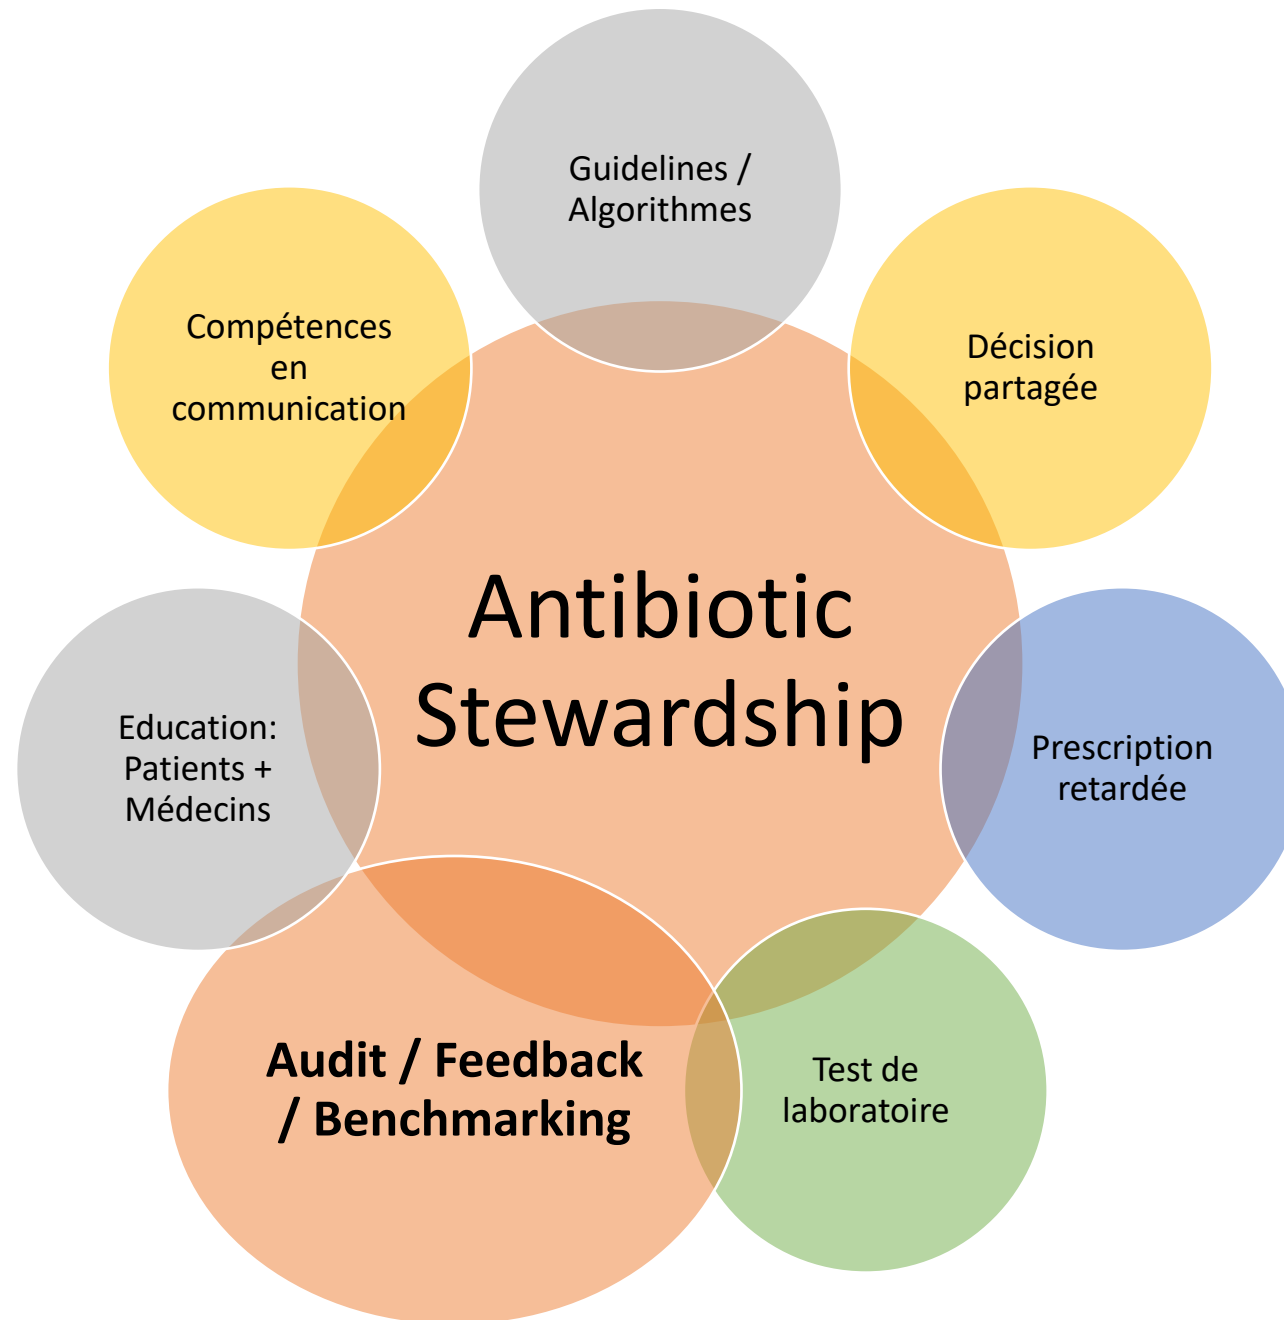 Guidelines /
Algorithmes
Compétences
en
communication
Décision
partagée
Antibiotic
Stewardship
Education:
Patients +
Médecins
Prescription
retardée
Audit / Feedback
/ Benchmarking
Test de
laboratoire